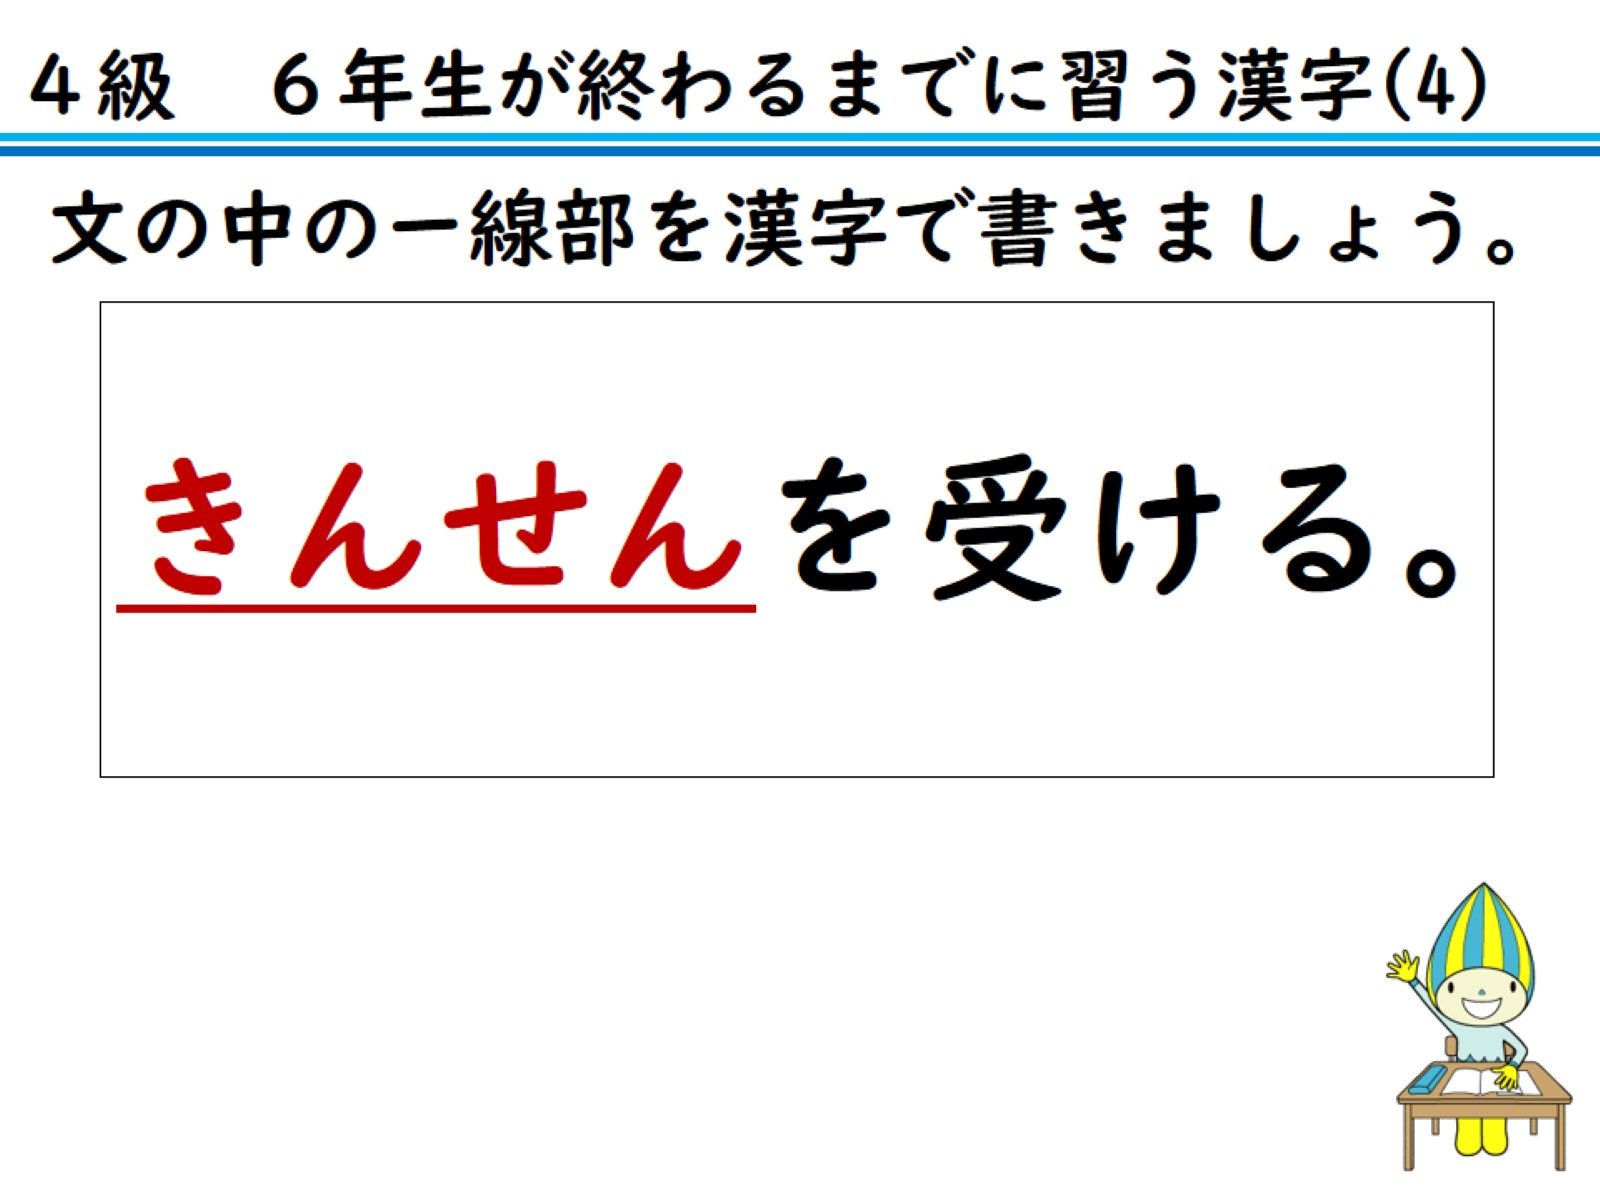 ４級　６年生が終わるまでに習う漢字(4)
文の中の―線部を漢字で書きましょう。
きんせんを受ける。